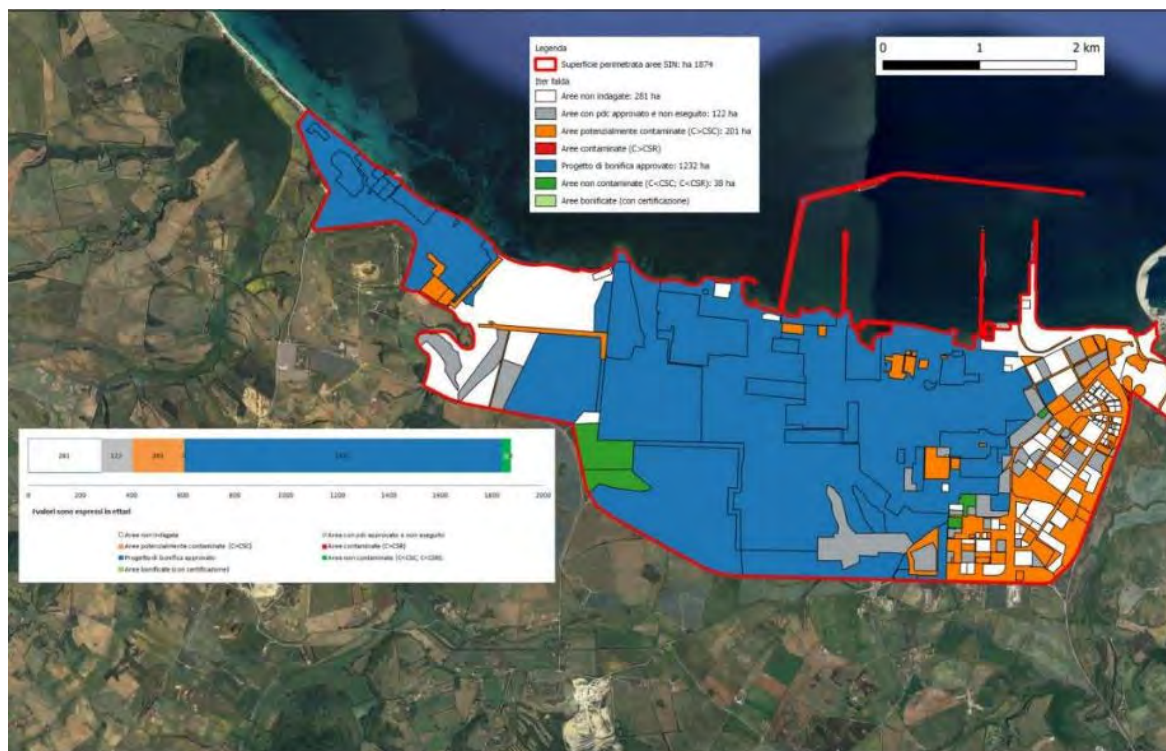 Legenda
Superficie perimetrata aree SIN: ha 1874
Iter falda
Aree non indagate: 281 ha
Aree con pdc approvato e non eseguito: 122 ha
Aree potenzialmente contaminate (C>CSC): 201 ha
Aree contaminate (C>CSR)
Progetto di bonifica approvato: 1232 ha
Aree non contaminate (C<CSC; C<CSR): 38 ha
Aree bonificate (con certificazione)
0 1 2 km
281 122 201
0 200 400 600 800 1000 1200 1400 1600 1800 2000
I valori sono espressi in ettari
Aree non indagate
Aree con pdc approvato e non eseguito
Aree potenzialmente contaminate (C>CSC)
Aree contaminate (C>CSR)
Progetto di bonifica approvato
Aree non contaminate (C<CSC; C<CSR)
Aree bonificate (con certificazione)